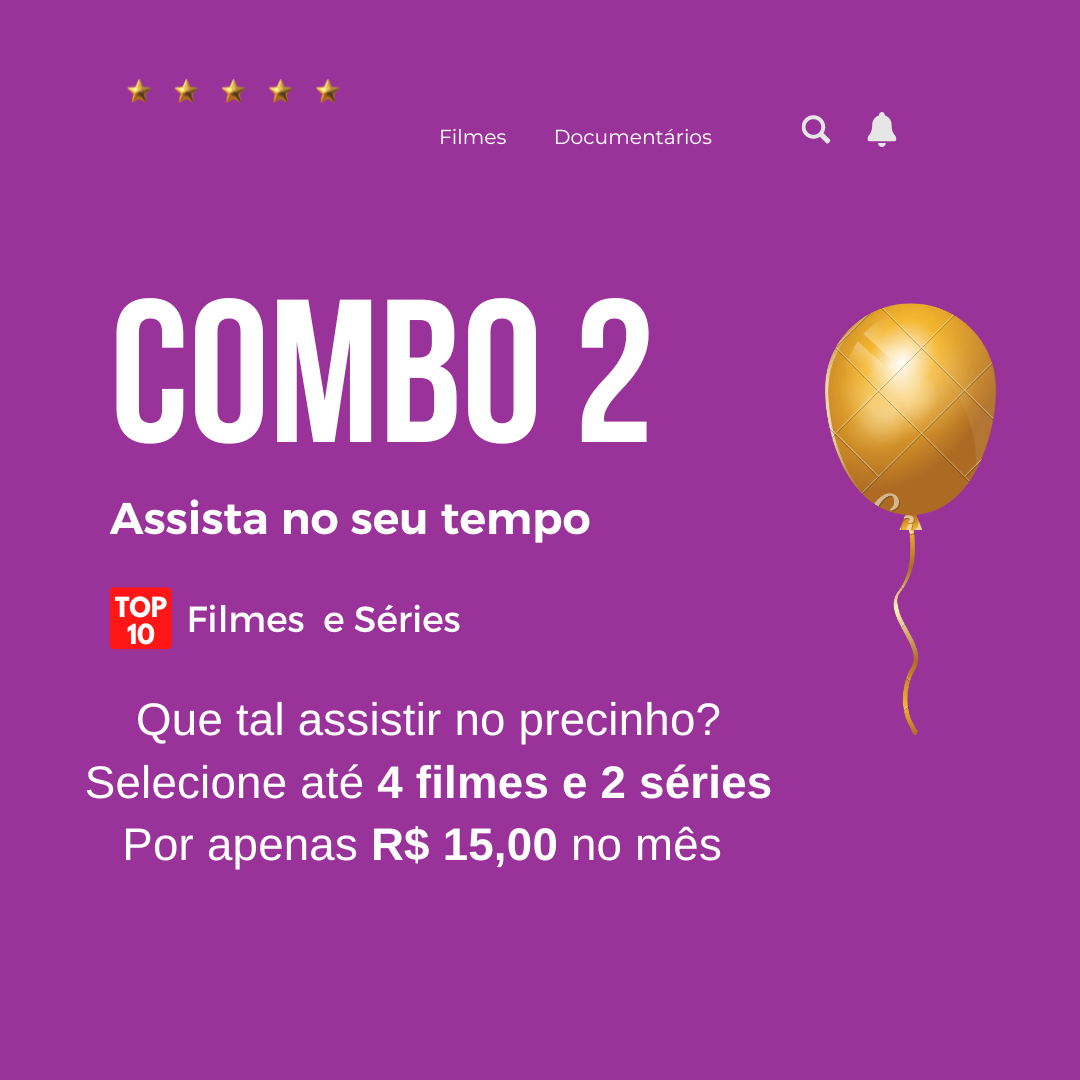 Filmes Documentários
COMBO 2
Assista no seu tempo
TOP
10
Filmes e Séries
Que tal assistir no precinho?
Selecione até 4 filmes e 2 séries
Por apenas R$ 15,00 no mês